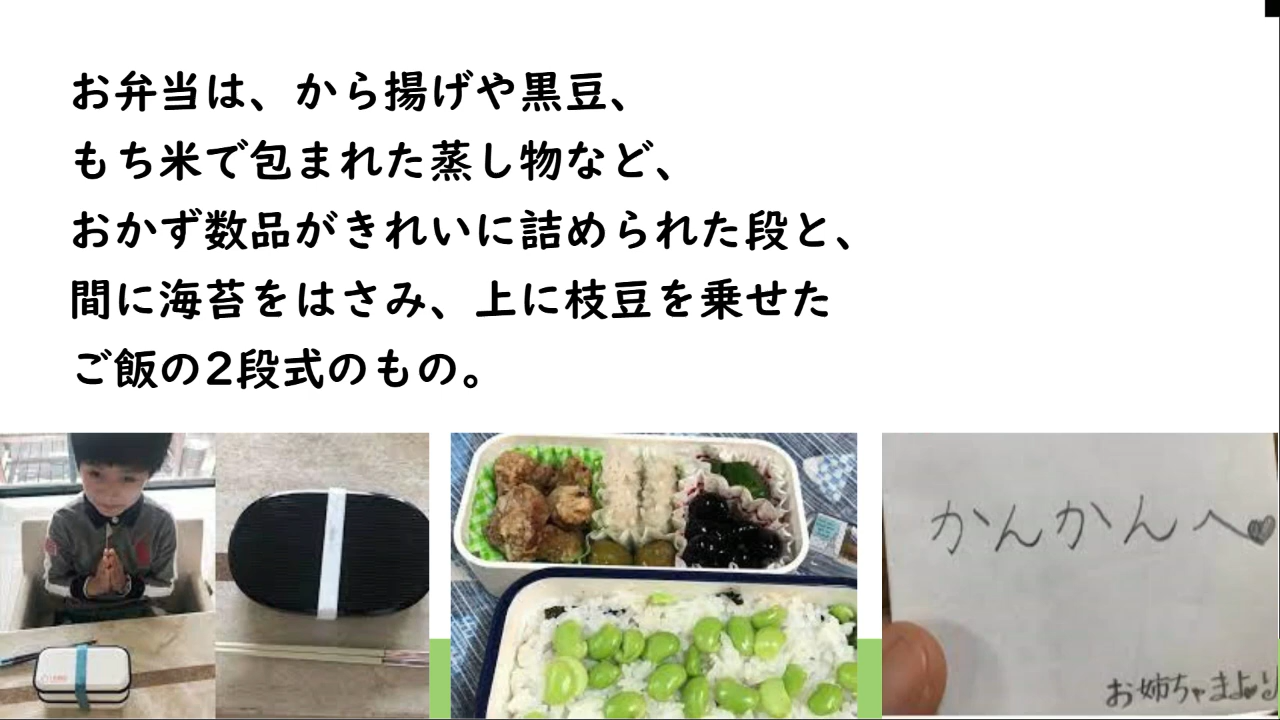 お弁当は、から揚げや黒豆、
もち米で包まれた蒸し物など、
おかず数品がきれいに詰められた段と、
間に海苔をはさみ、上に枝豆を乗せた
ご飯の2段式のもの。
かんかんへ♥
お姉ちゃまより